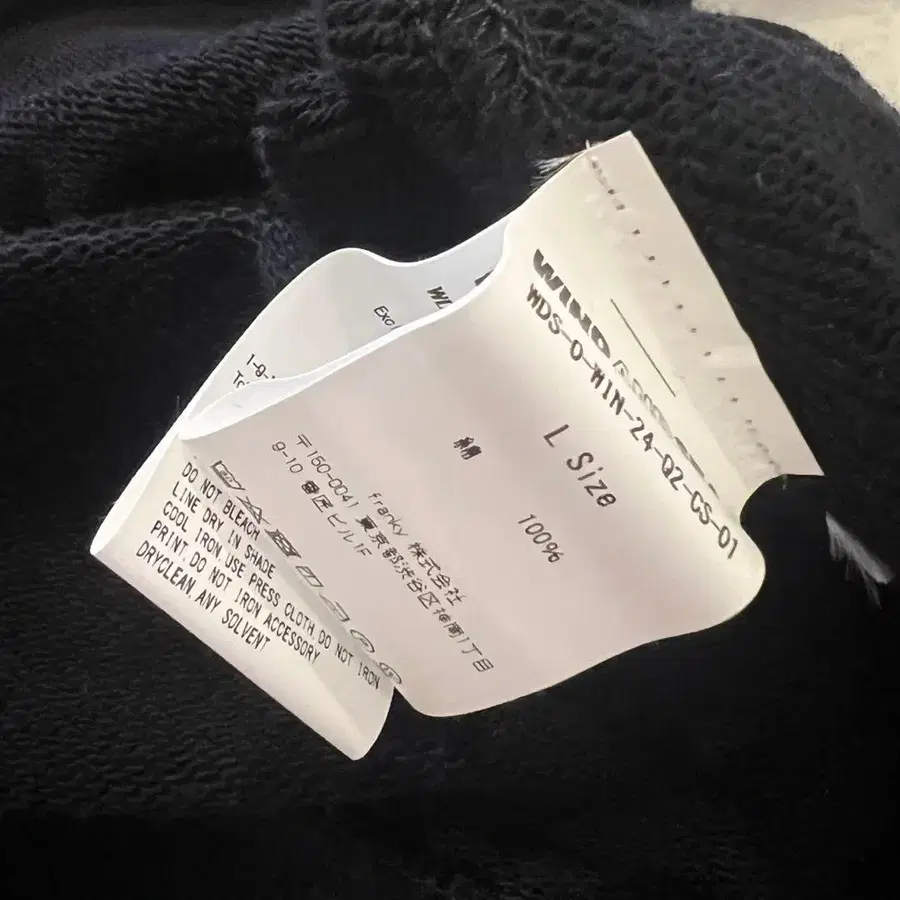 WIND
WDS-O-WIN-24-Q2-CS-01
L Size
綿 100%
franky 株式会社
〒150-0041 東京都渋谷区神南1丁目
9-10 ビル1F
DO NOT BLEACH
LINE DRY IN SHADE
COOL IRON USE PRESS CLOTH, DO NOT IRON
PRINT, DO NOT IRON ACCESSORY
DRYCLEAN, ANY SOLVENT